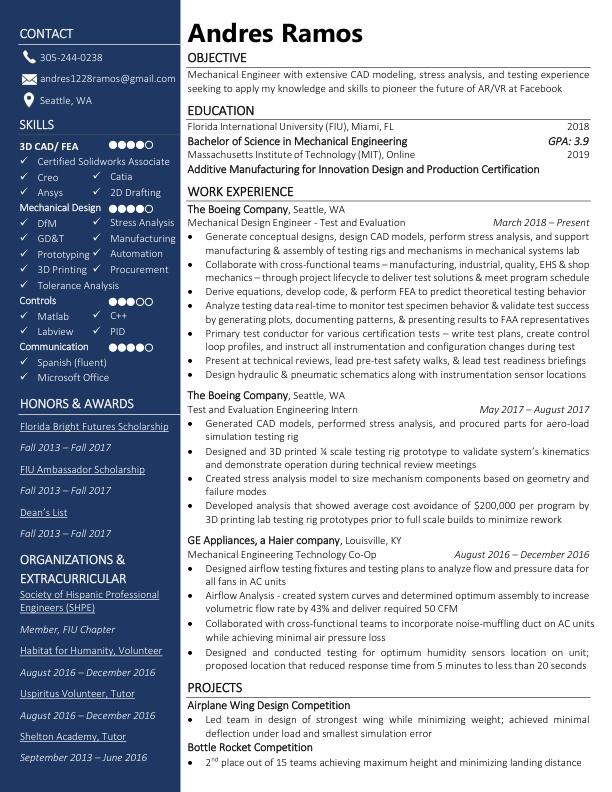 CONTACT
305-244-0238
andres1228ramos@gmail.com
Seattle, WA
SKILLS
3D CAD/ FEA
Certified Solidworks Associate
Creo
Catia
Ansys
2D Drafting
Mechanical Design
DfM
Stress Analysis
GD&T
Manufacturing
Prototyping
Automation
3D Printing
Procurement
Tolerance Analysis
Controls
Matlab
C++
Labview
PID
Communication
Spanish (fluent)
Microsoft Office
HONORS & AWARDS
Florida Bright Futures Scholarship
Fall 2013 – Fall 2017
FIU Ambassador Scholarship
Fall 2013 – Fall 2017
Dean's List
Fall 2013 – Fall 2017
ORGANIZATIONS &
EXTRACURRICULAR
Society of Hispanic Professional
Engineers (SHPE)
Member, FIU Chapter
Habitat for Humanity, Volunteer
August 2016 – December 2016
Uspiritus Volunteer, Tutor
August 2016 – December 2016
Shelton Academy, Tutor
September 2013 – June 2016
Andres Ramos
OBJECTIVE
Mechanical Engineer with extensive CAD modeling, stress analysis, and testing experience
seeking to apply my knowledge and skills to pioneer the future of AR/VR at Facebook
EDUCATION
Florida International University (FIU), Miami, FL 2018
Bachelor of Science in Mechanical Engineering GPA: 3.9
Massachusetts Institute of Technology (MIT), Online 2019
Additive Manufacturing for Innovation Design and Production Certification
WORK EXPERIENCE
The Boeing Company, Seattle, WA
Mechanical Design Engineer - Test and Evaluation March 2018 – Present
• Generate conceptual designs, design CAD models, perform stress analysis, and support
manufacturing & assembly of testing rigs and mechanisms in mechanical systems lab
• Collaborate with cross-functional teams – manufacturing, industrial, quality, EHS & shop
mechanics – through project lifecycle to deliver test solutions & meet program schedule
• Derive equations, develop code, & perform FEA to predict theoretical testing behavior
• Analyze testing data real-time to monitor test specimen behavior & validate test success
by generating plots, documenting patterns, & presenting results to FAA representatives
• Primary test conductor for various certification tests – write test plans, create control
loop profiles, and instruct all instrumentation and configuration changes during test
• Present at technical reviews, lead pre-test safety walks, & lead test readiness briefings
• Design hydraulic & pneumatic schematics along with instrumentation sensor locations
The Boeing Company, Seattle, WA
Test and Evaluation Engineering Intern May 2017 – August 2017
• Generated CAD models, performed stress analysis, and procured parts for aero-load
simulation testing rig
• Designed and 3D printed ¼ scale testing rig prototype to validate system's kinematics
and demonstrate operation during technical review meetings
• Created stress analysis model to size mechanism components based on geometry and
failure modes
• Developed analysis that showed average cost avoidance of $200,000 per program by
3D printing lab testing rig prototypes prior to full scale builds to minimize rework
GE Appliances, a Haier company, Louisville, KY
Mechanical Engineering Technology Co-Op August 2016 – December 2016
• Designed airflow testing fixtures and testing plans to analyze flow and pressure data for
all fans in AC units
• Airflow Analysis - created system curves and determined optimum assembly to increase
volumetric flow rate by 43% and deliver required 50 CFM
• Collaborated with cross-functional teams to incorporate noise-muffling duct on AC units
while achieving minimal air pressure loss
• Designed and conducted testing for optimum humidity sensors location on unit;
proposed location that reduced response time from 5 minutes to less than 20 seconds
PROJECTS
Airplane Wing Design Competition
• Led team in design of strongest wing while minimizing weight; achieved minimal
deflection under load and smallest simulation error
Bottle Rocket Competition
• 2nd place out of 15 teams achieving maximum height and minimizing landing distance